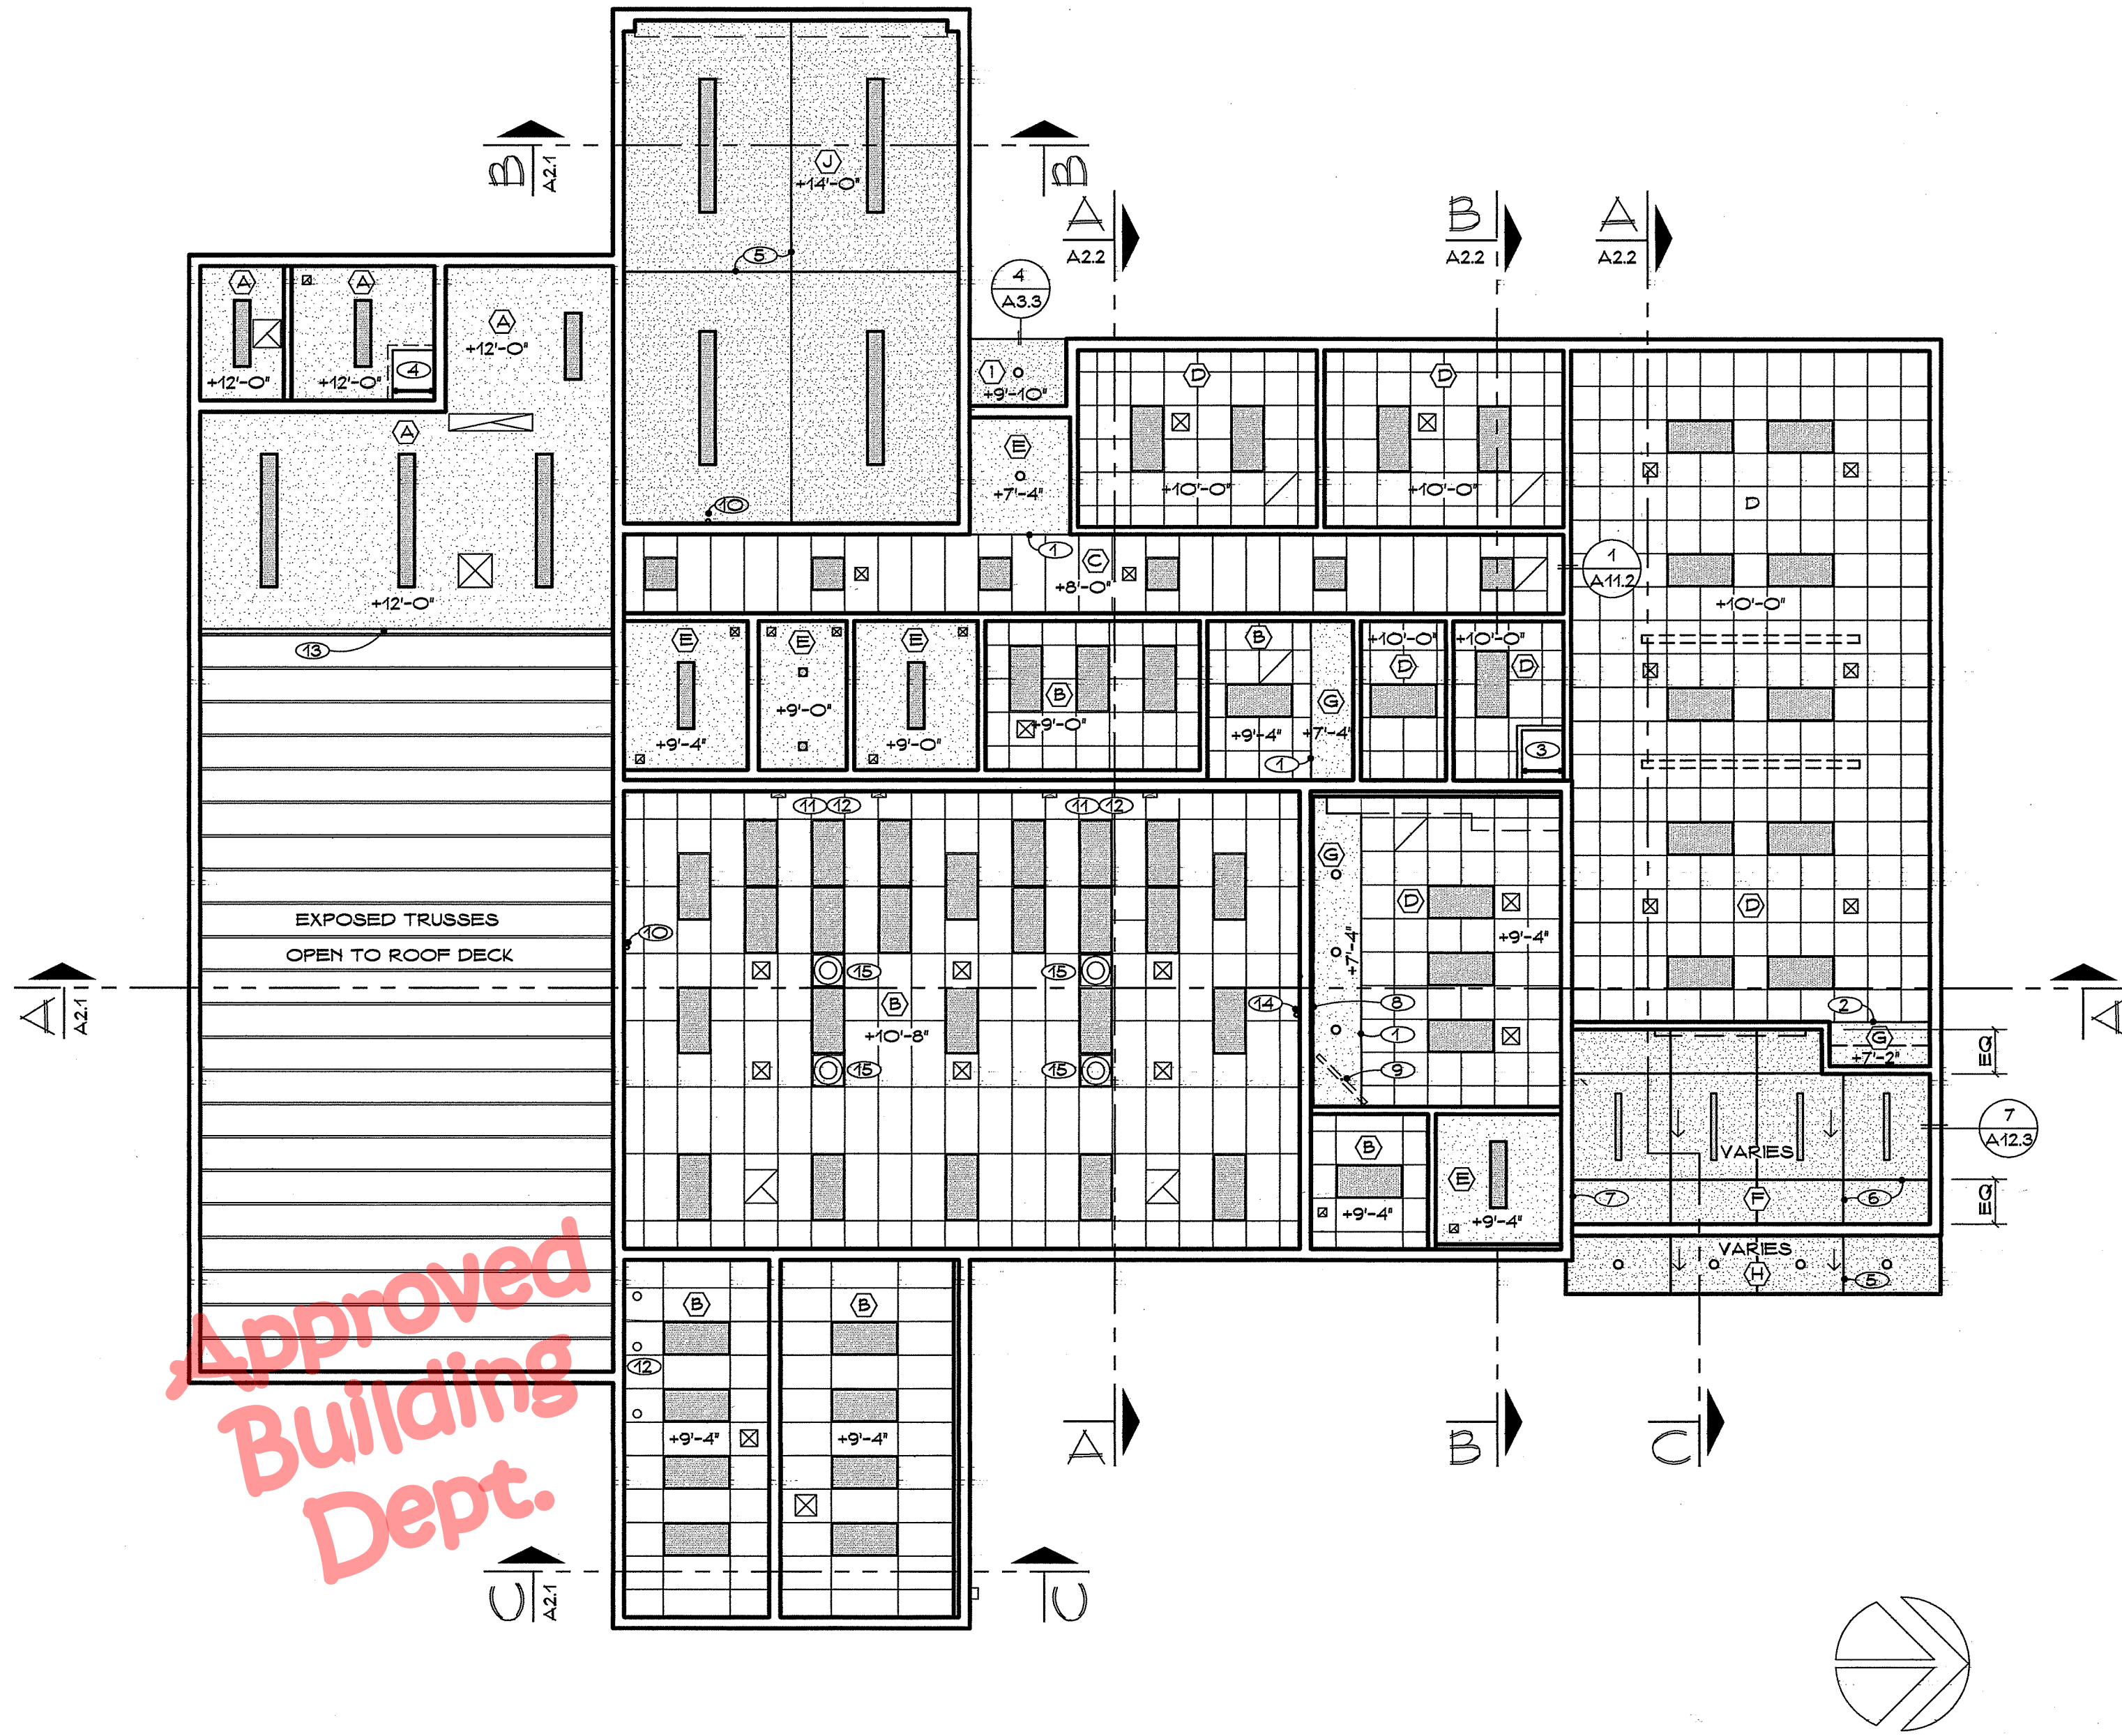 B
A2.1
B
J
+14'-0"
5
4
A3.3
A
A2.2
B
A2.2
A
A2.2
A
+12'-0"
A
+12'-0"
4
A
+12'-0"
A
+12'-0"
13
10
I
+9'-10"
E
+7'-4"
1
D
+10'-0"
D
+10'-0"
D
+10'-0"
D
C
+8'-0"
1
A11.2
E
+9'-4"
E
+9'-0"
E
+9'-0"
B
+9'-0"
B
+9'-4"
G
+7'-4"
1
+10'-0"
D
+10'-0"
D
3
11 12
11 12
10
EXPOSED TRUSSES
OPEN TO ROOF DECK
A
A2.1
15
15
B
+10'-8"
15
15
14
G
+7'-4"
D
+9'-4"
8
1
9
2
G
+7'-2"
A
EQ
7
A12.3
EQ
VARIES
7
F
6
B
+9'-4"
E
+9'-4"
VARIES
H
5
B
B
12
+9'-4"
+9'-4"
A
B
C
C
A2.1
C
Approved
Building
Dept.